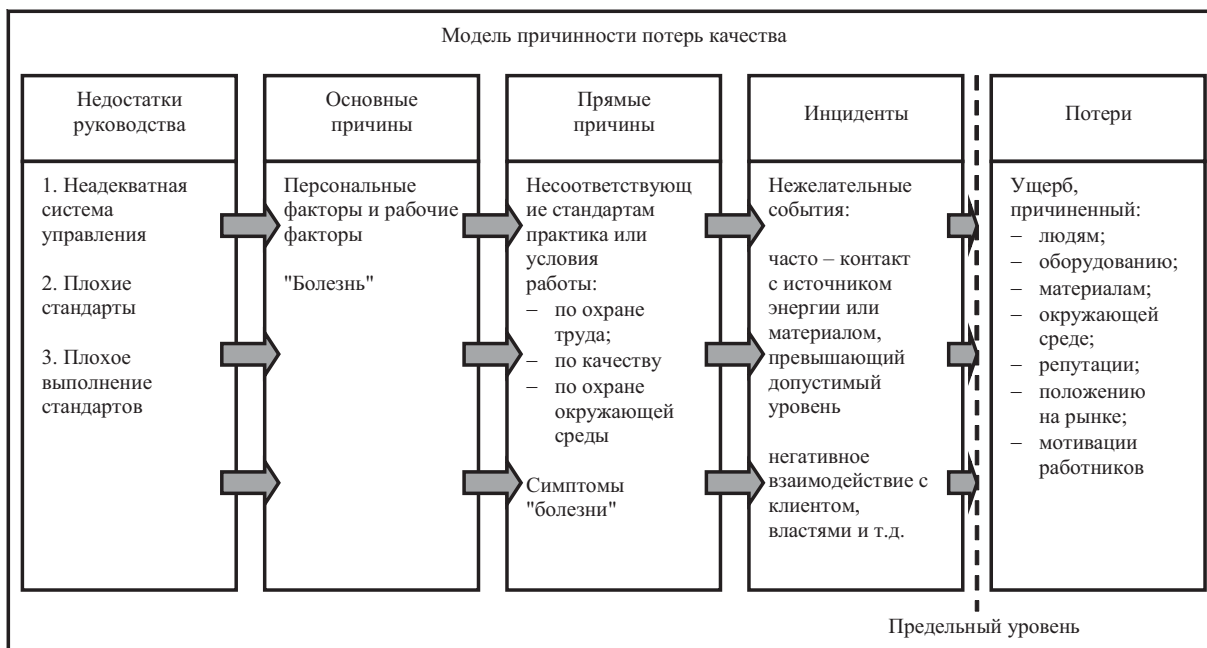 Модель причинности потерь качества
Недостатки
руководства
1. Неадекватная
система
управления
2. Плохие
стандарты
3. Плохое
выполнение
стандартов
Основные
причины
Персональные
факторы и рабочие
факторы
"Болезнь"
Прямые
причины
Несоответствующ
ие стандартам
практика или
условия
работы:
– по охране
труда;
– по качеству
– по охране
окружающей
среды
Симптомы
"болезни"
Инциденты
Нежелательные
события:
часто – контакт
с источником
энергии или
материалом,
превышающий
допустимый
уровень
негативное
взаимодействие с
клиентом,
властями и т.д.
Потери
Ущерб,
причиненный:
– людям;
– оборудованию;
– материалам;
– окружающей
среде;
– репутации;
– положению
на рынке;
– мотивации
работников
Предельный уровень